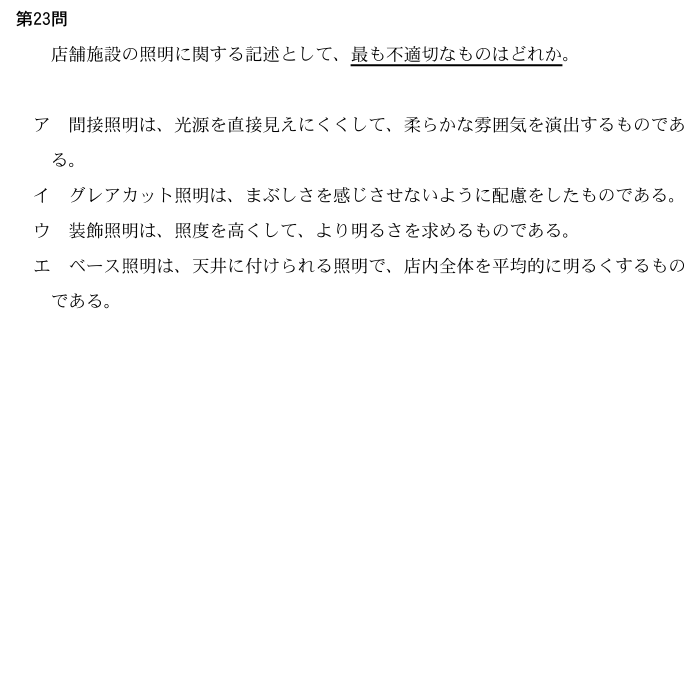 第23問
店舗施設の照明に関する記述として、最も不適切なものはどれか。
ア　間接照明は、光源を直接見えにくくして、柔らかな雰囲気を演出するものであ
る。
イ　グレアカット照明は、まぶしさを感じさせないように配慮をしたものである。
ウ　装飾照明は、照度を高くして、より明るさを求めるものである。
エ　ベース照明は、天井に付けられる照明で、店内全体を平均的に明るくするもの
である。